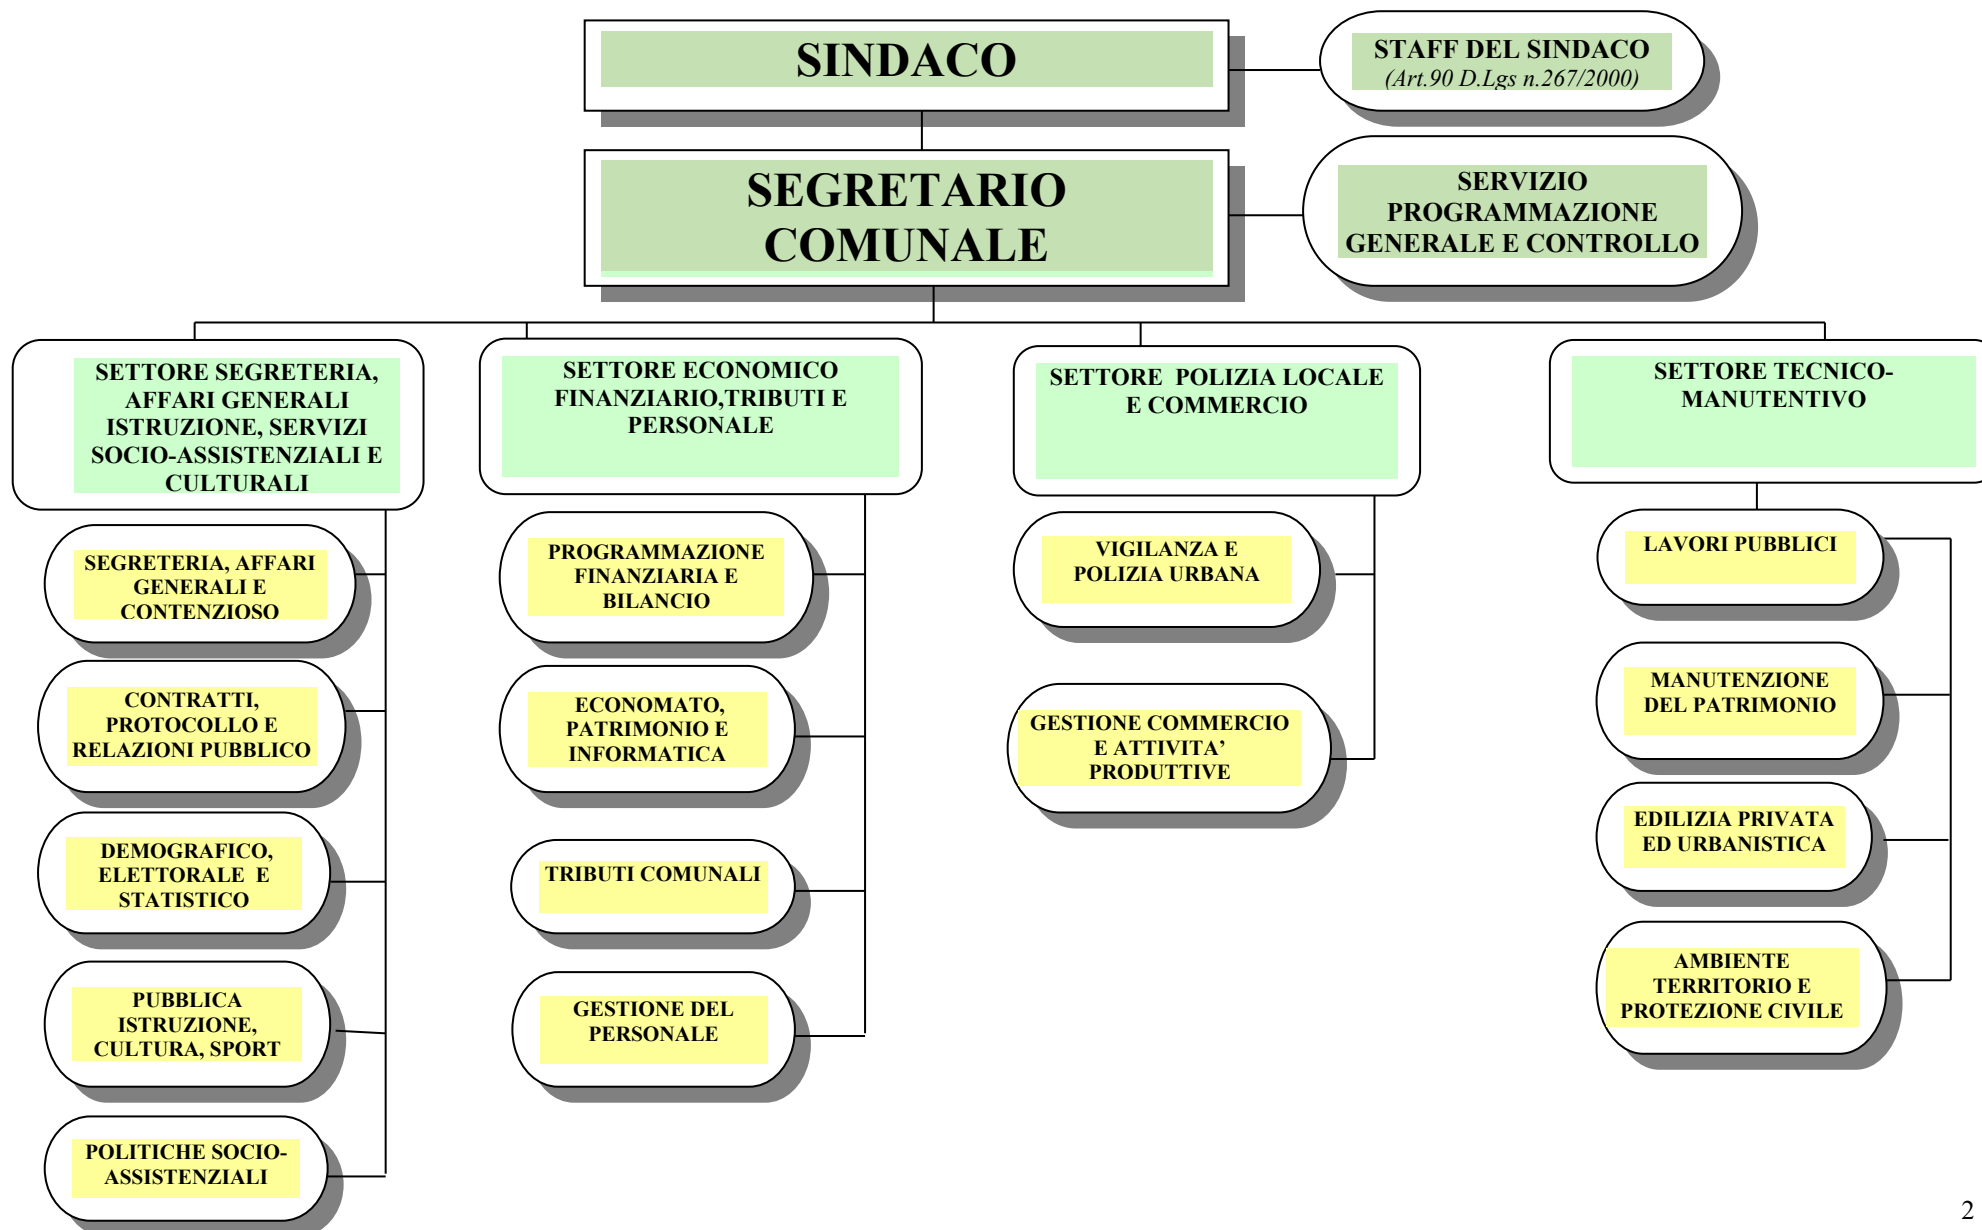 SINDACO
STAFF DEL SINDACO
(Art.90 D.Lgs n.267/2000)
SEGRETARIO
COMUNALE
SERVIZIO
PROGRAMMAZIONE
GENERALE E CONTROLLO
SETTORE SEGRETERIA,
AFFARI GENERALI
ISTRUZIONE, SERVIZI
SOCIO-ASSISTENZIALI E
CULTURALI
SEGRETERIA, AFFARI
GENERALI E
CONTENZIOSO
CONTRATTI,
PROTOCOLLO E
RELAZIONI PUBBLICO
DEMOGRAFICO,
ELETTORALE E
STATISTICO
PUBBLICA
ISTRUZIONE,
CULTURA, SPORT
POLITICHE SOCIO-
ASSISTENZIALI
SETTORE ECONOMICO
FINANZIARIO,TRIBUTI E
PERSONALE
PROGRAMMAZIONE
FINANZIARIA E
BILANCIO
ECONOMATO,
PATRIMONIO E
INFORMATICA
TRIBUTI COMUNALI
GESTIONE DEL
PERSONALE
SETTORE POLIZIA LOCALE
E COMMERCIO
VIGILANZA E
POLIZIA URBANA
GESTIONE COMMERCIO
E ATTIVITA’
PRODUTTIVE
SETTORE TECNICO-
MANUTENTIVO
LAVORI PUBBLICI
MANUTENZIONE
DEL PATRIMONIO
EDILIZIA PRIVATA
ED URBANISTICA
AMBIENTE
TERRITORIO E
PROTEZIONE CIVILE
2